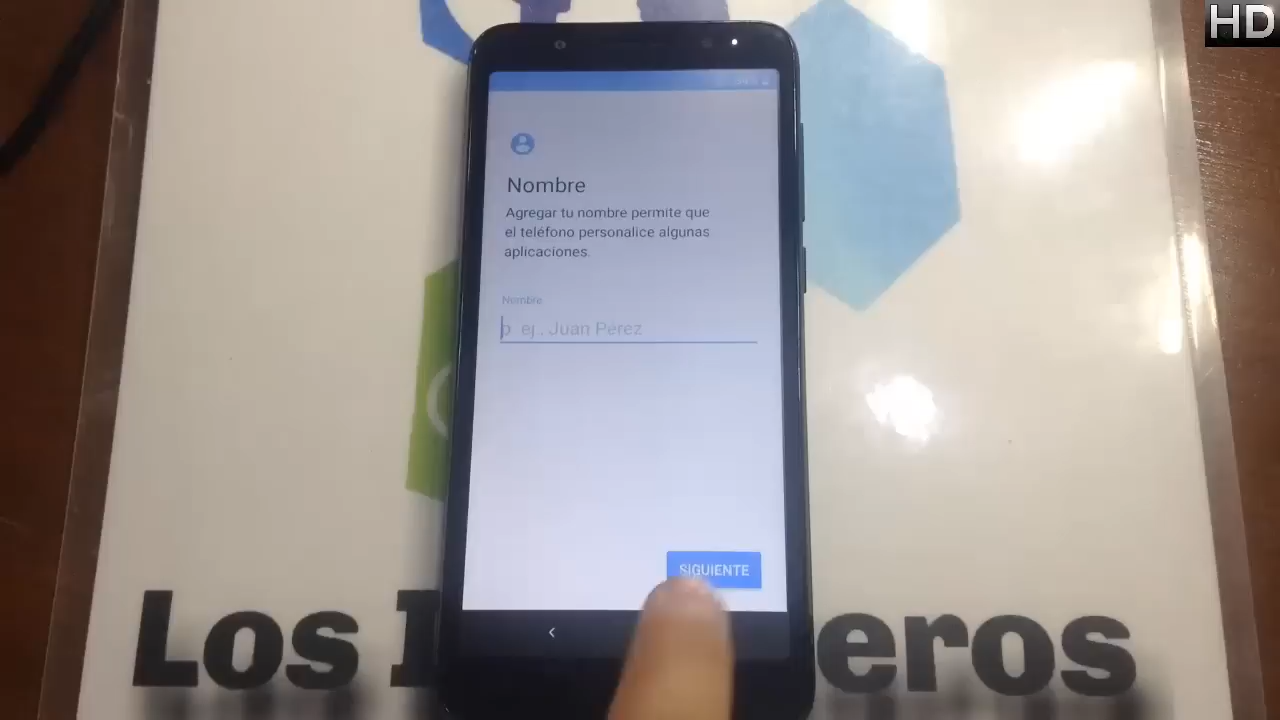 HD
Nombre
Agregar tu nombre permite que
el teléfono personalice algunas
aplicaciones.
Nombre
p. ej., Juan Pérez
SIGUIENTE
Los
eros